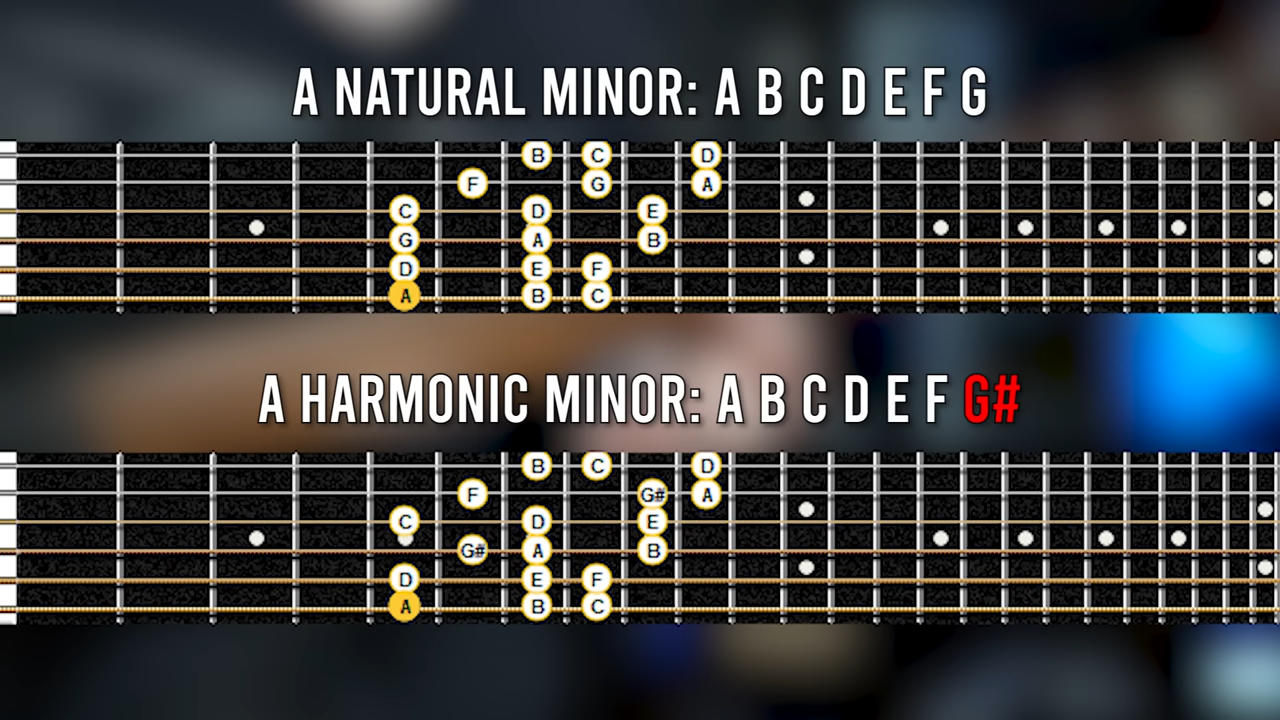 A NATURAL MINOR: A B C D E F G
B C D
F G A
C D E
G A B
D E F
A B C
A HARMONIC MINOR: A B C D E F G#
B C D
F G# A
C D E
G# A B
D E F
A B C